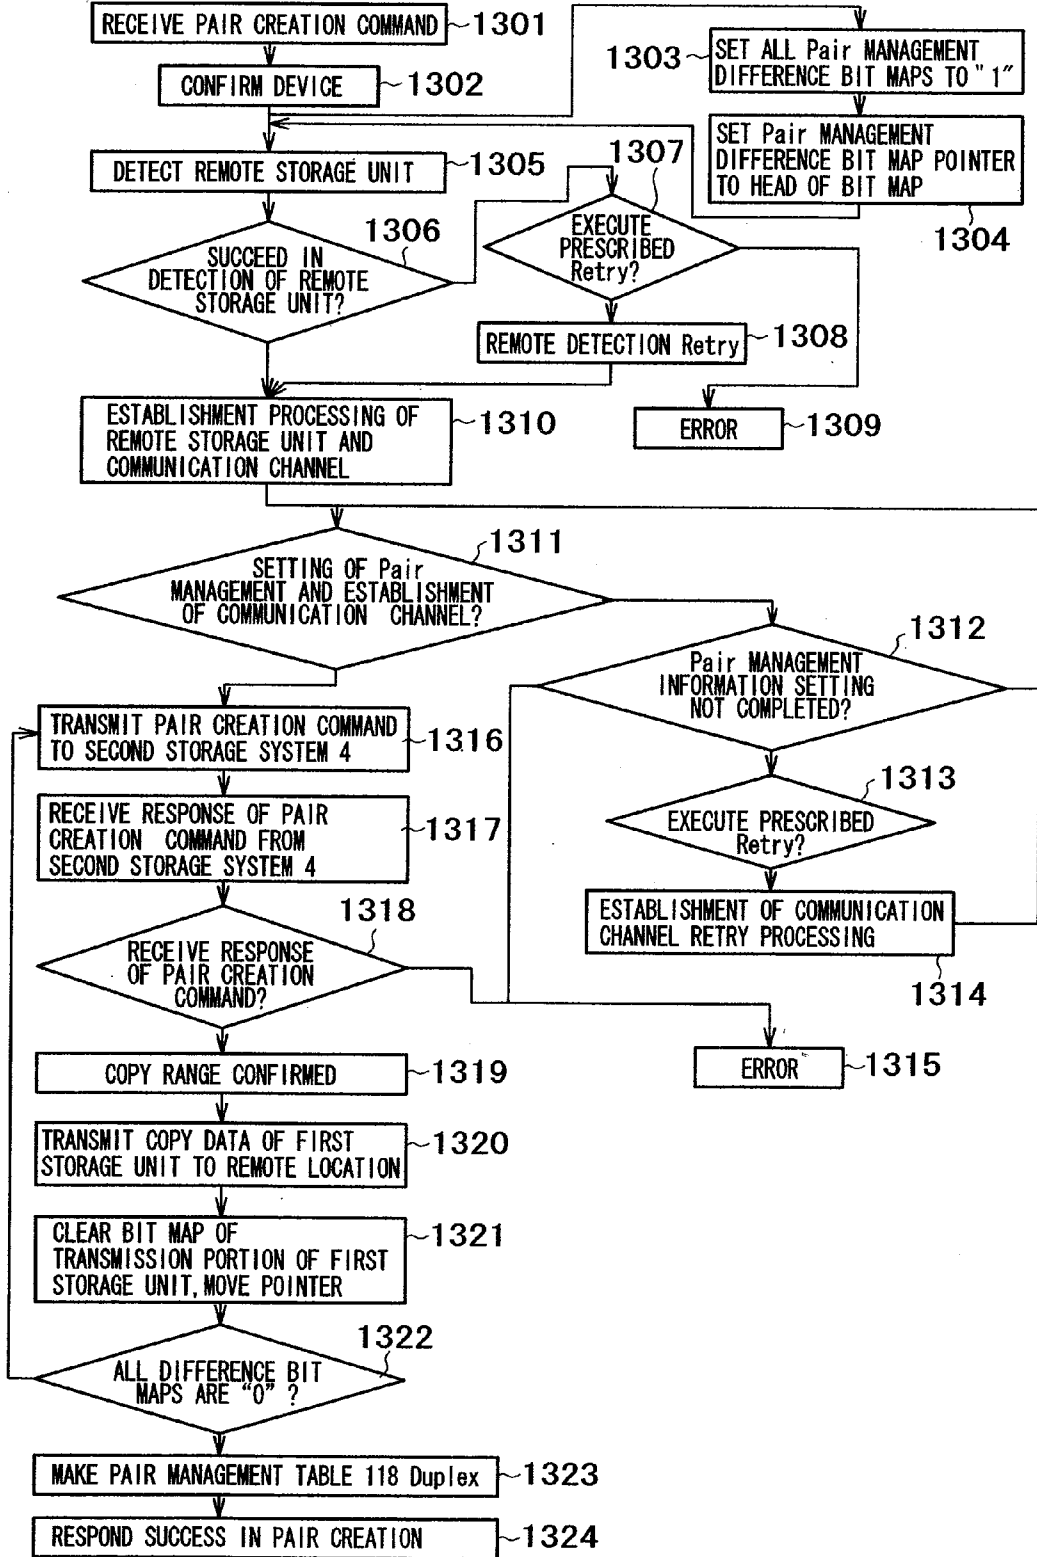 RECEIVE PAIR CREATION COMMAND
1301
CONFIRM DEVICE
1302
1303
SET ALL Pair MANAGEMENT
DIFFERENCE BIT MAPS TO "1"
SET Pair MANAGEMENT
DIFFERENCE BIT MAP POINTER
TO HEAD OF BIT MAP
1304
DETECT REMOTE STORAGE UNIT
1305
1306
SUCCEED IN
DETECTION OF REMOTE
STORAGE UNIT?
1307
EXECUTE
PRESCRIBED
Retry?
REMOTE DETECTION Retry
1308
ERROR
1309
ESTABLISHMENT PROCESSING OF
REMOTE STORAGE UNIT AND
COMMUNICATION CHANNEL
1310
1311
SETTING OF Pair
MANAGEMENT AND ESTABLISHMENT
OF COMMUNICATION CHANNEL?
1312
Pair MANAGEMENT
INFORMATION SETTING
NOT COMPLETED?
1313
EXECUTE PRESCRIBED
Retry?
ESTABLISHMENT OF COMMUNICATION
CHANNEL RETRY PROCESSING
1314
ERROR
1315
TRANSMIT PAIR CREATION COMMAND
TO SECOND STORAGE SYSTEM 4
1316
RECEIVE RESPONSE OF PAIR
CREATION COMMAND FROM
SECOND STORAGE SYSTEM 4
1317
1318
RECEIVE RESPONSE
OF PAIR CREATION
COMMAND?
COPY RANGE CONFIRMED
1319
TRANSMIT COPY DATA OF FIRST
STORAGE UNIT TO REMOTE LOCATION
1320
CLEAR BIT MAP OF
TRANSMISSION PORTION OF FIRST
STORAGE UNIT, MOVE POINTER
1321
1322
ALL DIFFERENCE BIT
MAPS ARE "0" ?
MAKE PAIR MANAGEMENT TABLE 118 Duplex
1323
RESPOND SUCCESS IN PAIR CREATION
1324